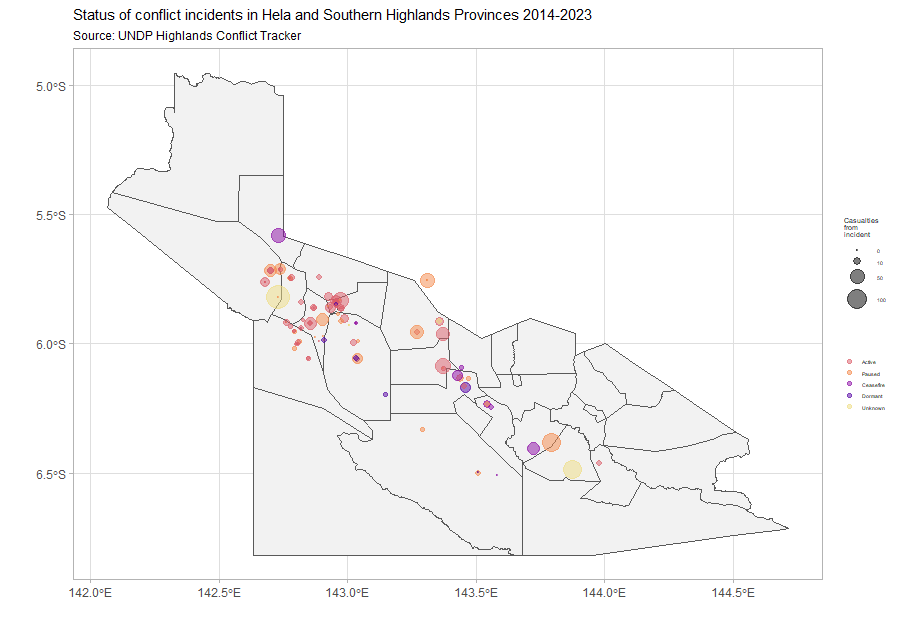 Status of conflict incidents in Hela and Southern Highlands Provinces 2014-2023
Source: UNDP Highlands Conflict Tracker
5.0°S
5.5°S
6.0°S
6.5°S
142.0°E
142.5°E
143.0°E
143.5°E
144.0°E
144.5°E
Casualties
from
incident
0
10
50
100
Active
Paused
Ceasefire
Dormant
Unknown